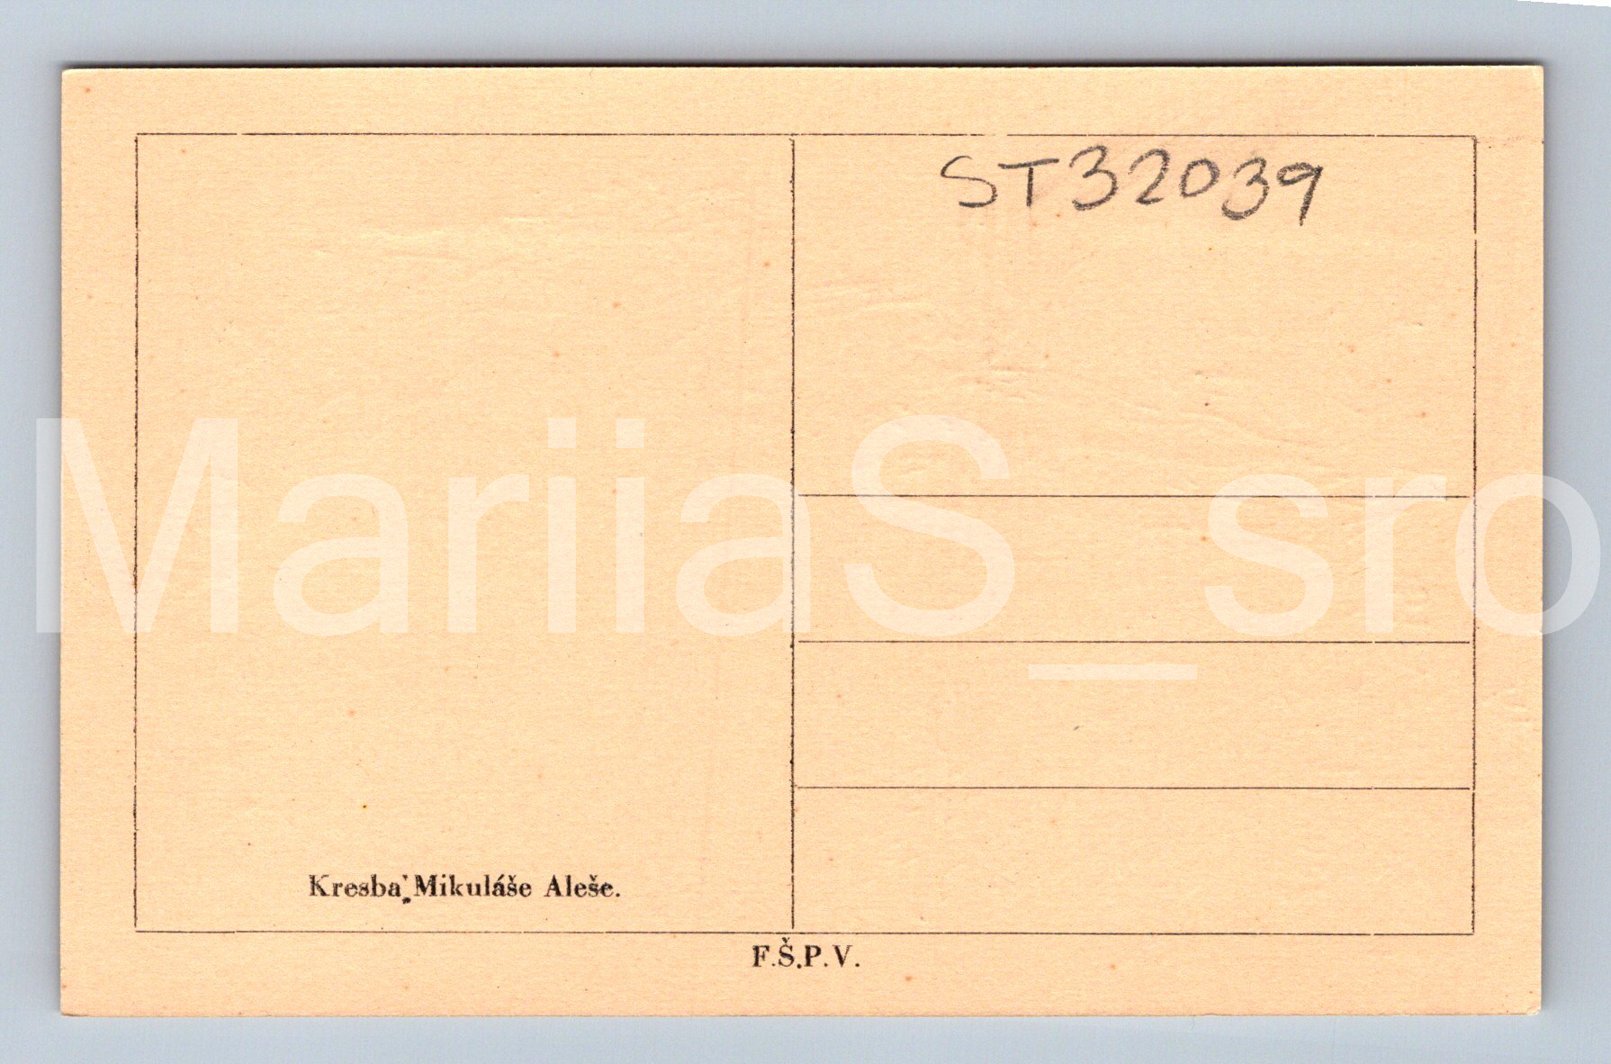 ST32039
MariiaS_sro
Kresba Mikuláše Aleše.
F.Š.P.V.